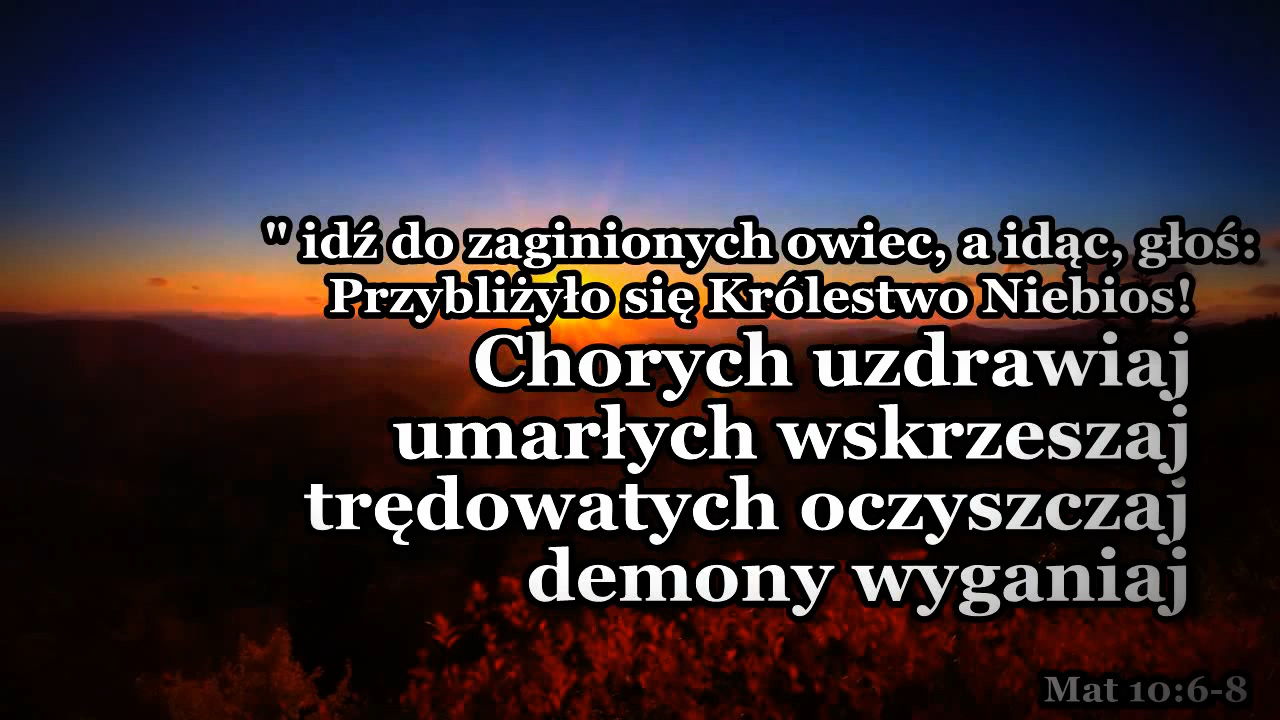 " idź do zaginionych owiec, a idąc, głoś:
Przybliżyło się Królestwo Niebios!
Chorych uzdrawiaj
umarłych wskrzeszaj
trędowatych oczyszczaj
demony wyganiaj
Mat 10:6-8